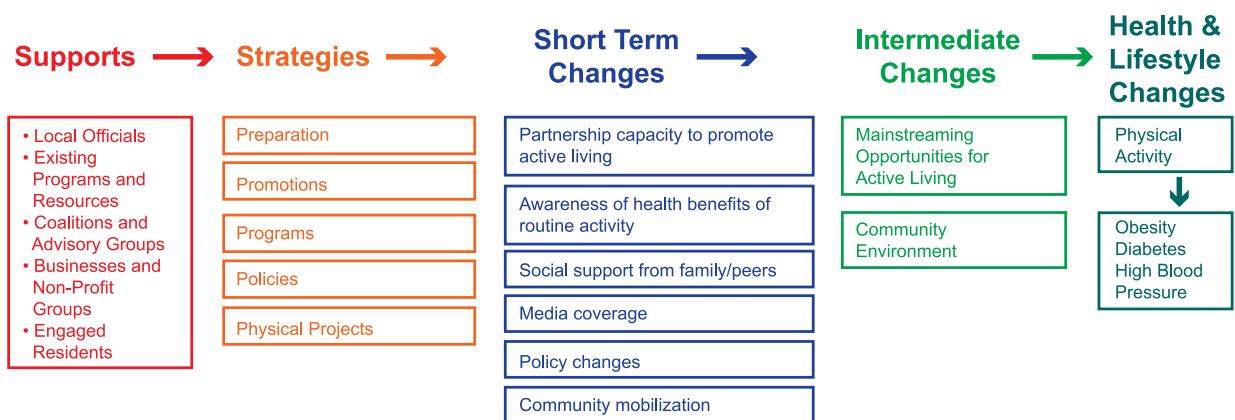 Supports
Strategies
Short Term
Changes
Intermediate
Changes
Health &
Lifestyle
Changes
• Local Officials
• Existing
Programs and
Resources
• Coalitions and
Advisory Groups
• Businesses and
Non-Profit
Groups
• Engaged
Residents
Preparation
Promotions
Programs
Policies
Physical Projects
Partnership capacity to promote
active living
Awareness of health benefits of
routine activity
Social support from family/peers
Media coverage
Policy changes
Community mobilization
Mainstreaming
Opportunities for
Active Living
Community
Environment
Physical
Activity
Obesity
Diabetes
High Blood
Pressure